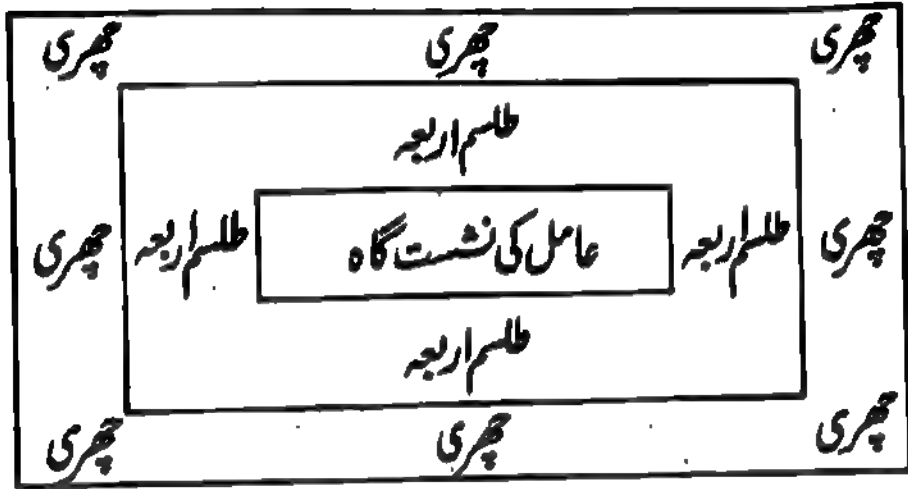 چھری چھری چھری
طلسم اربعہ
چھری طلسم اربعہ عامل کی نشست گاہ طلسم اربعہ چھری
طلسم اربعہ
چھری چھری چھری